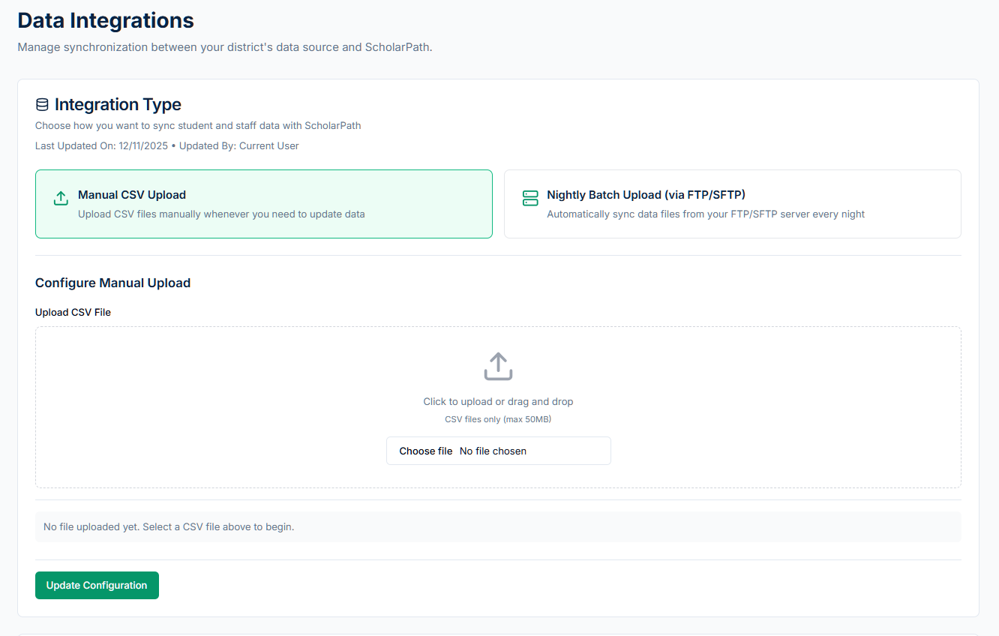 Data Integrations
Manage synchronization between your district's data source and ScholarPath.
Integration Type
Choose how you want to sync student and staff data with ScholarPath
Last Updated On: 12/11/2025 • Updated By: Current User
Manual CSV Upload
Upload CSV files manually whenever you need to update data
Nightly Batch Upload (via FTP/SFTP)
Automatically sync data files from your FTP/SFTP server every night
Configure Manual Upload
Upload CSV File
Click to upload or drag and drop
CSV files only (max 50MB)
Choose file No file chosen
No file uploaded yet. Select a CSV file above to begin.
Update Configuration